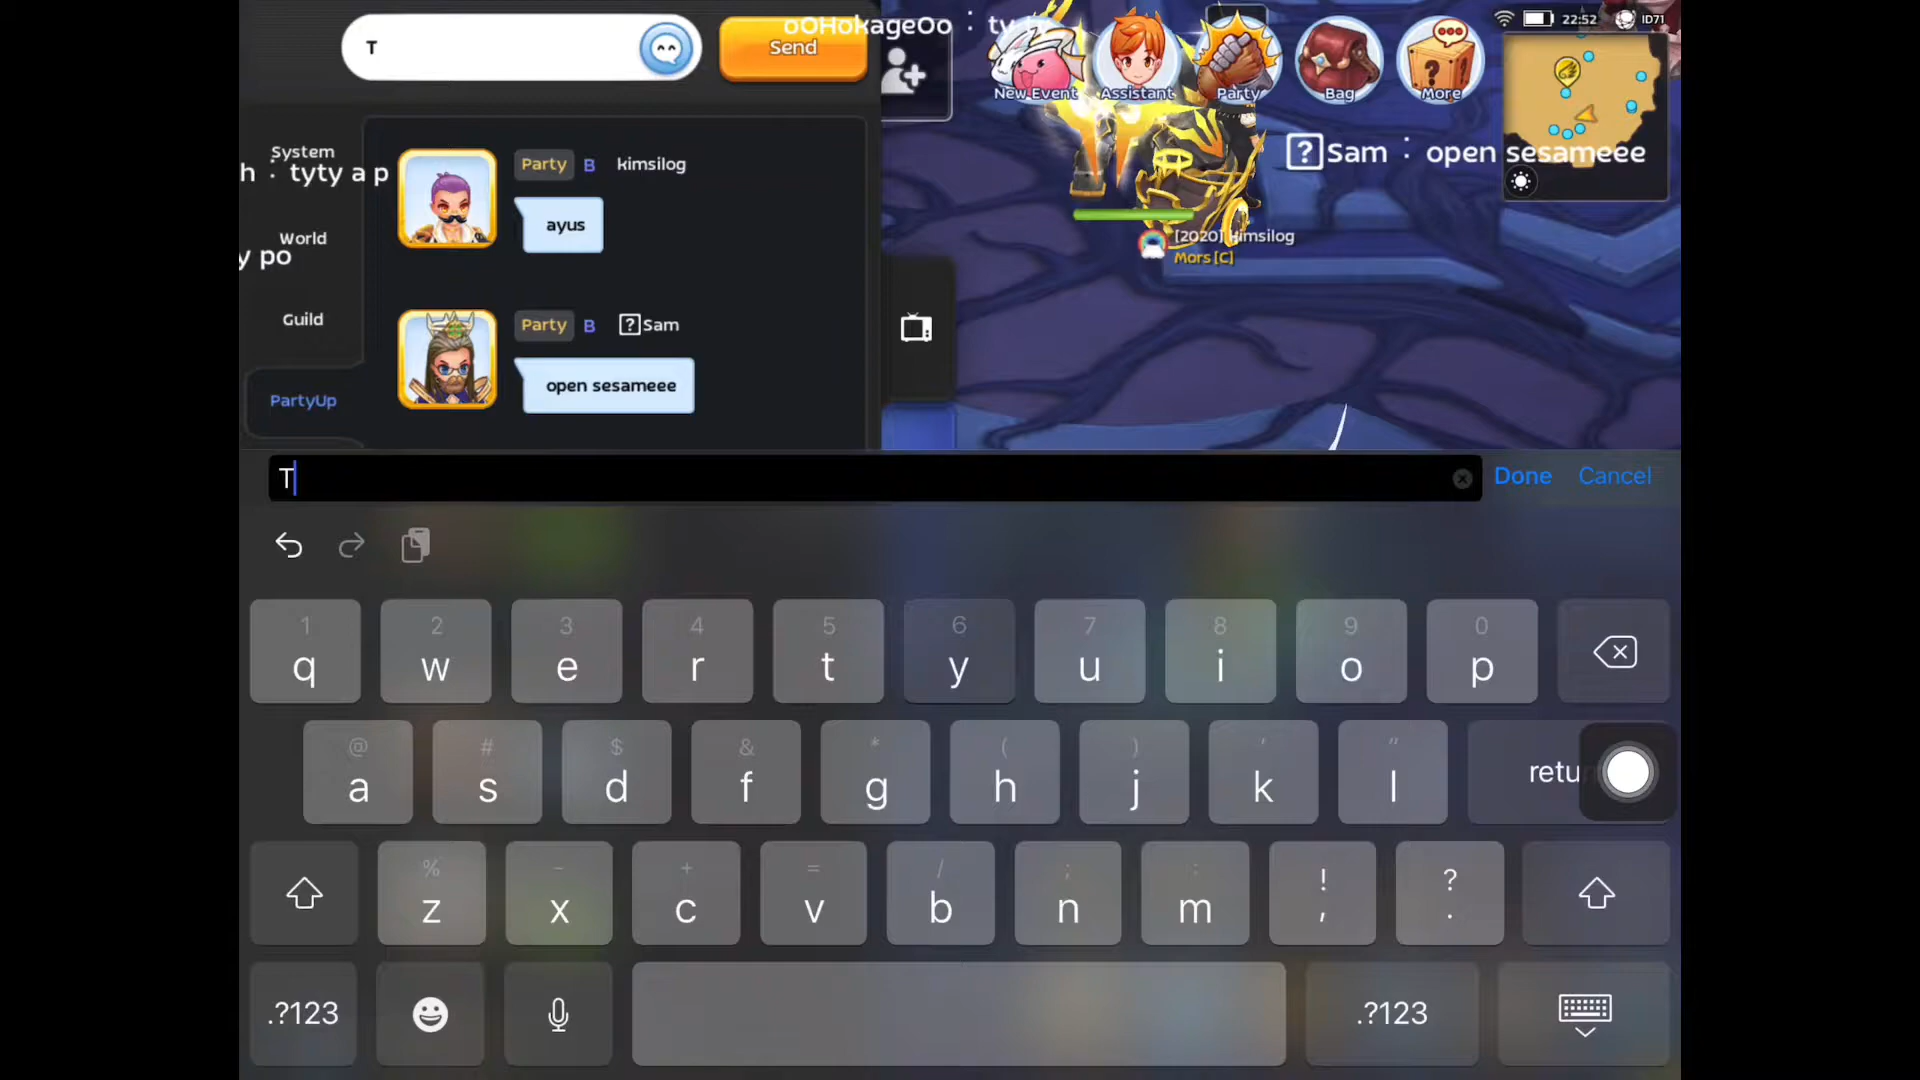 T
Send
oOHokageOo : ty
New Event
Assistant
Party
Bag
More
22:52
ID71
System
h : tyty a p
World
y po
Guild
PartyUp
Party B kimsilog
ayus
Party B ?Sam
open sesameee
?Sam : open sesameee
[2020] kimsilog
Mors [C]
T
Done
Cancel
1 2 3 4 5 6 7 8 9 0
q w e r t y u i o p
@ # $ & * ( ) ' "
a s d f g h j k l
retu
% - + = / ; : ! ?
z x c v b n m , .
.?123
.?123